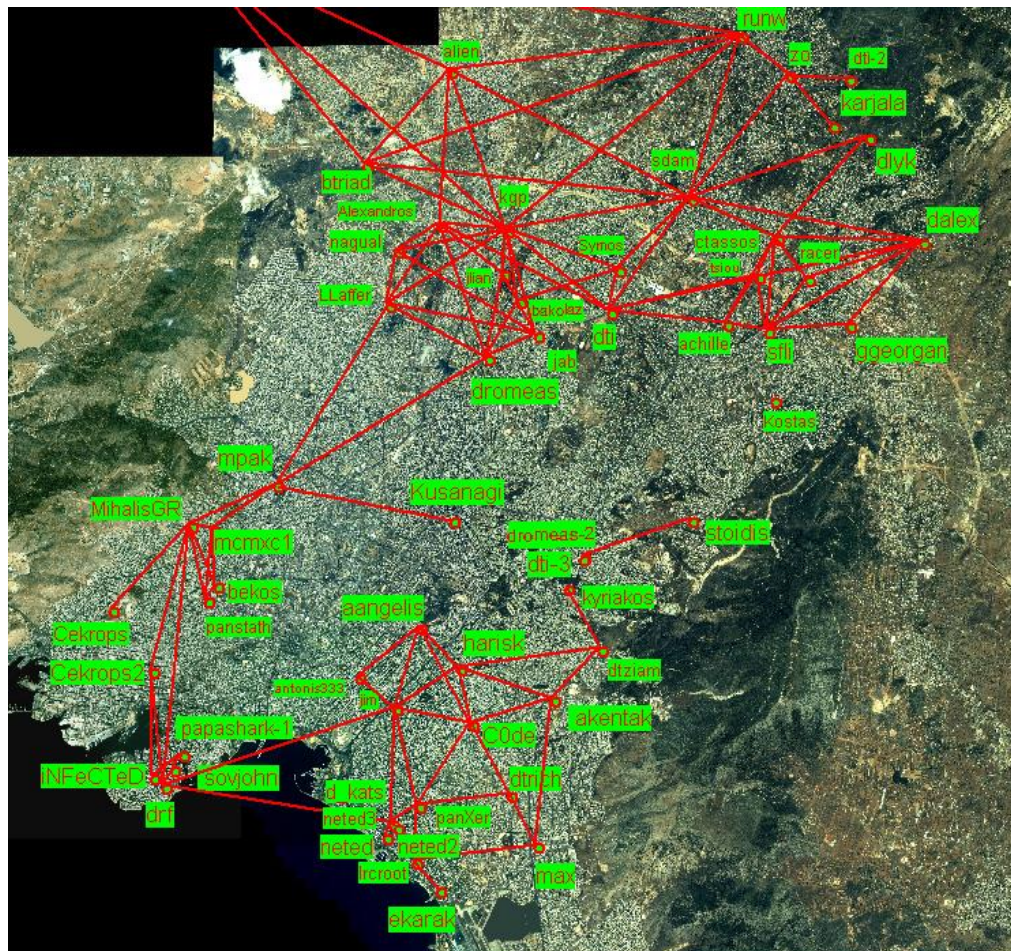 runw
alien
zo
dti-2
karjala
dlyk
sdam
btriad
kgp
Alexandros
nagual
Symos
ctassos
racer
dalex
tsiou
jlian
LLaffer
bakolaz
dti
achille
sfli
ggeorgan
jab
dromeas
Kostas
mpak
Kusanagi
MihalisGR
mcmxc1
dromeas-2
stoidis
dti-3
bekos
kyriakos
panstath
aangelis
Cekrops
harisk
Cekrops2
antonis333
jim
dtziam
akentak
papashark-1
C0de
iNFeCTeD
sovjohn
dtrich
d_kats
drf
neted3
panXer
neted
neted2
lrcroot
max
ekarak